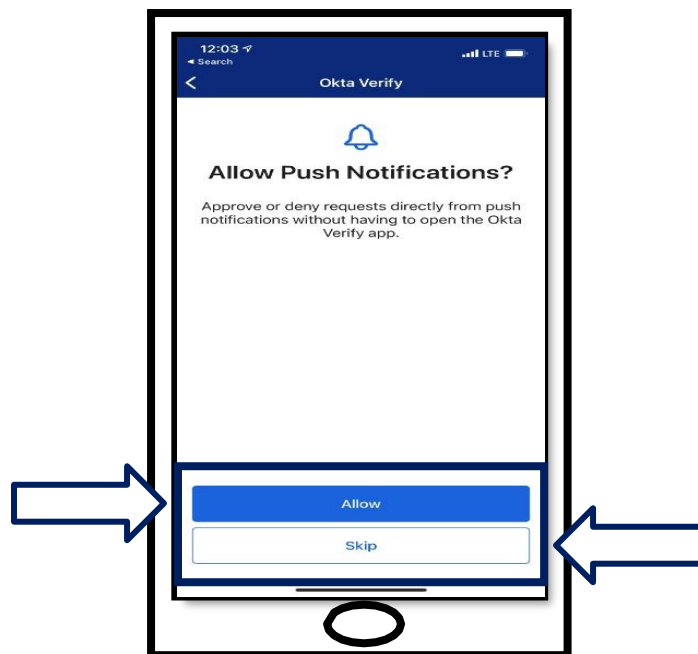 12:03
LTE
Search
Okta Verify
Allow Push Notifications?
Approve or deny requests directly from push
notifications without having to open the Okta
Verify app.
Allow
Skip